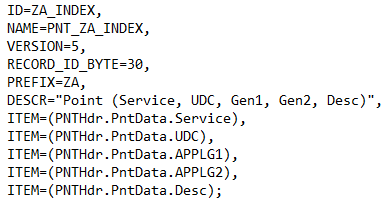 ID=ZA_INDEX,
NAME=PNT_ZA_INDEX,
VERSION=5,
RECORD_ID_BYTE=30,
PREFIX=ZA,
DESCR="Point (Service, UDC, Gen1, Gen2, Desc)",
ITEM=(PNTHdr.PntData.Service),
ITEM=(PNTHdr.PntData.UDC),
ITEM=(PNTHdr.PntData.APPLG1),
ITEM=(PNTHdr.PntData.APPLG2),
ITEM=(PNTHdr.PntData.Desc);